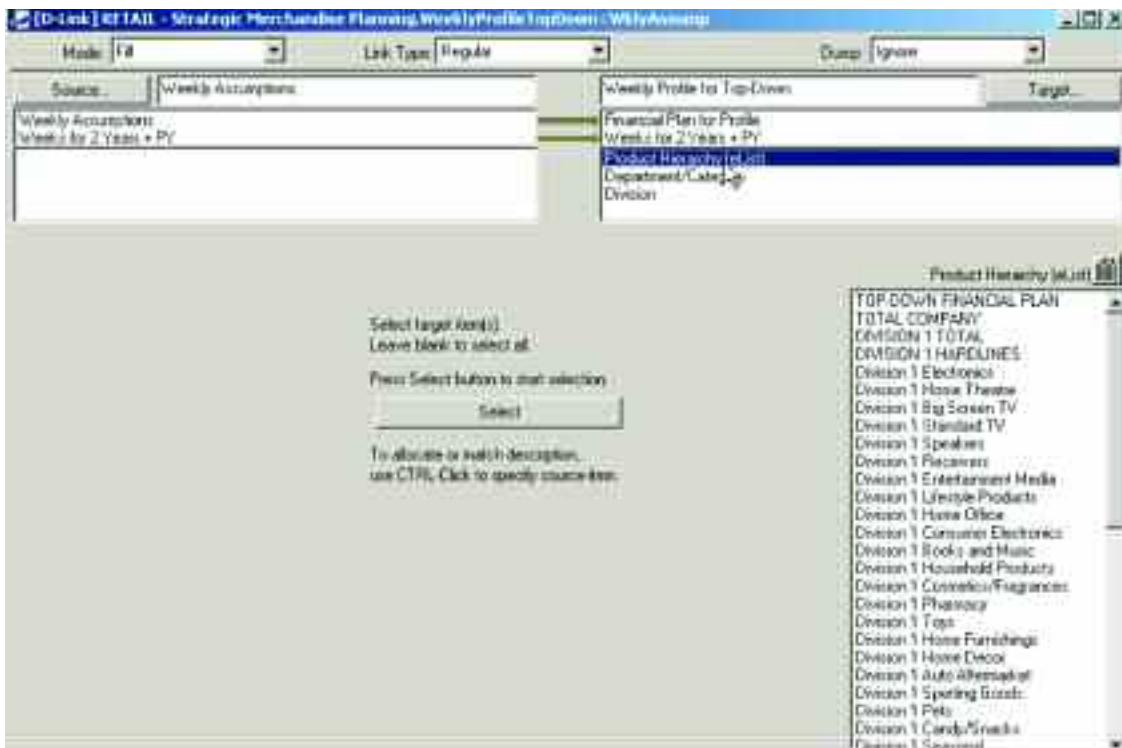 [D-Link] RETAIL - Strategic Merchandise Planning.WeeklyProfileTopDown : WklyAssump
Mode Fill Link Type Regular Dump Ignore
Source... Weekly Assumptions Weekly Profile for Top-Down Target...
Weekly Assumptions Financial Plan for Profile
Weeks for 2 Years + PY Weeks for 2 Years + PY
Product Hierarchy (eList)
Department/Categ
Division
Product Hierarchy (eList)
Select target item(s).
Leave blank to select all.
Press Select button to start selection
Select
To allocate or match description,
use CTRL-Click to specify source item.
TOP-DOWN FINANCIAL PLAN
TOTAL COMPANY
DIVISION 1 TOTAL
DIVISION 1 HARDLINES
Division 1 Electronics
Division 1 Home Theatre
Division 1 Big Screen TV
Division 1 Standard TV
Division 1 Speakers
Division 1 Receivers
Division 1 Entertainment Media
Division 1 Lifestyle Products
Division 1 Home Office
Division 1 Consumer Electronics
Division 1 Books and Music
Division 1 Household Products
Division 1 Cosmetics/Fragrances
Division 1 Pharmacy
Division 1 Toys
Division 1 Home Furnishings
Division 1 Home Decor
Division 1 Auto Aftermarket
Division 1 Sporting Goods
Division 1 Pets
Division 1 Candy/Snacks
Division 1 Seasonal